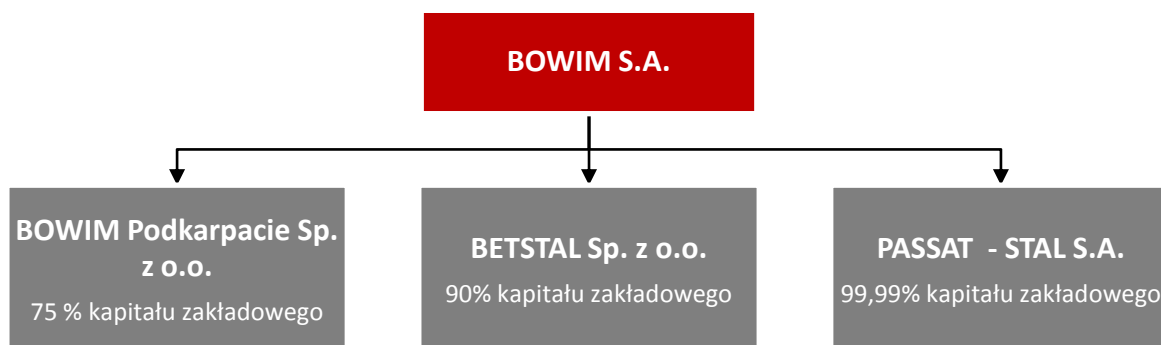 BOWIM S.A.
BOWIM Podkarpacie Sp.
z o.o.
75 % kapitału zakładowego
BETSTAL Sp. z o.o.
90% kapitału zakładowego
PASSAT - STAL S.A.
99,99% kapitału zakładowego